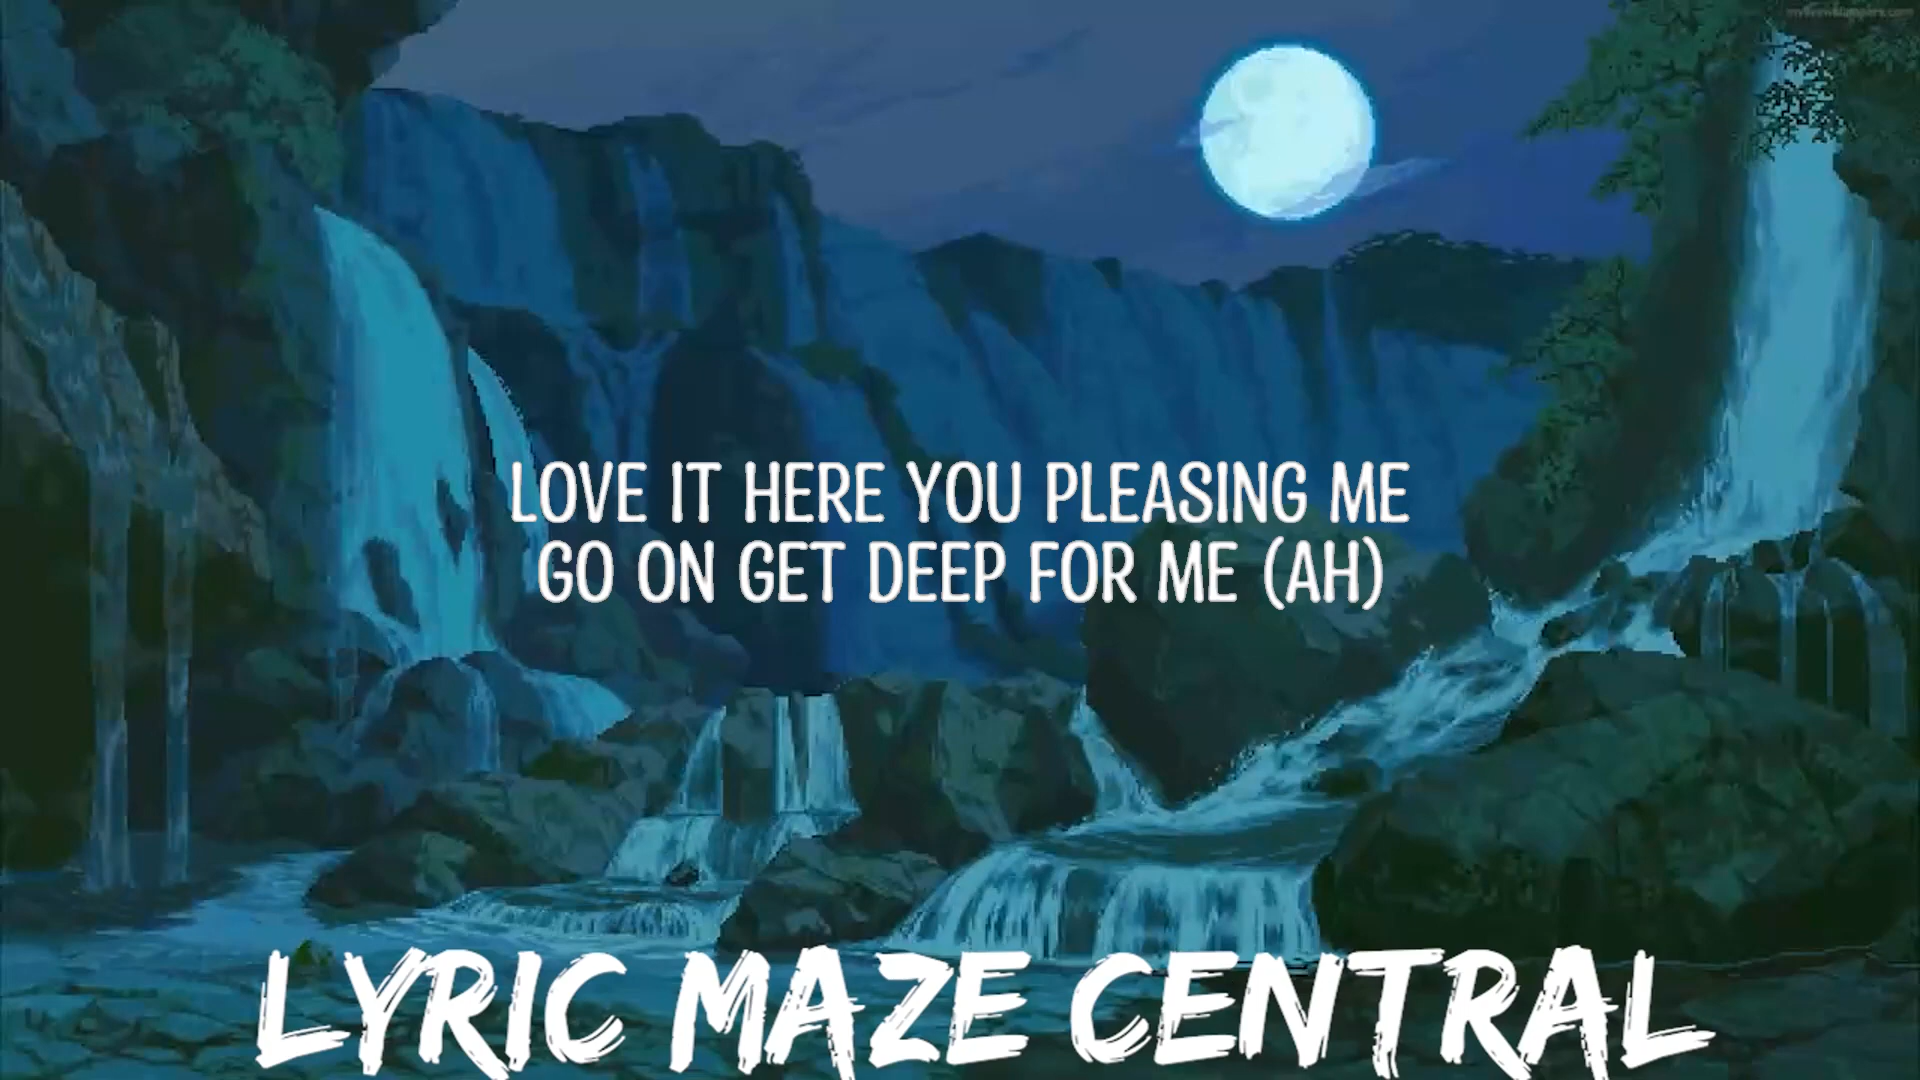 LOVE IT HERE YOU PLEASING ME
GO ON GET DEEP FOR ME (AH)
LYRIC MAZE CENTRAL